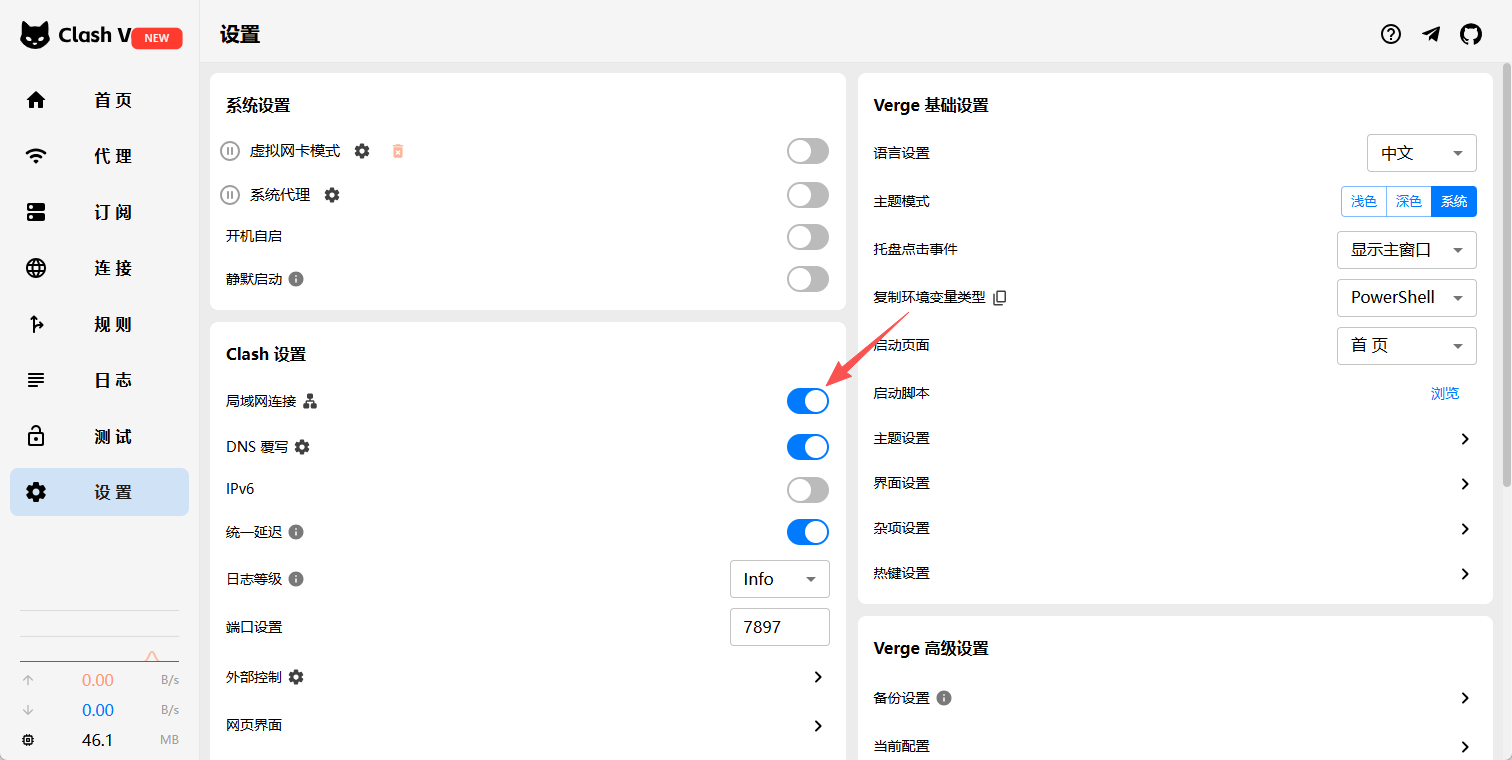 Clash V
NEW
首 页
代 理
订 阅
连 接
规 则
日 志
测 试
设 置
0.00 B/s
0.00 B/s
46.1 MB
设置
系统设置
虚拟网卡模式
系统代理
开机自启
静默启动
Clash 设置
局域网连接
DNS 覆写
IPv6
统一延迟
日志等级 Info
端口设置 7897
外部控制
网页界面
Verge 基础设置
语言设置 中文
主题模式 浅色 深色 系统
托盘点击事件 显示主窗口
复制环境变量类型 PowerShell
启动页面 首 页
启动脚本 浏览
主题设置
界面设置
杂项设置
热键设置
Verge 高级设置
备份设置
当前配置